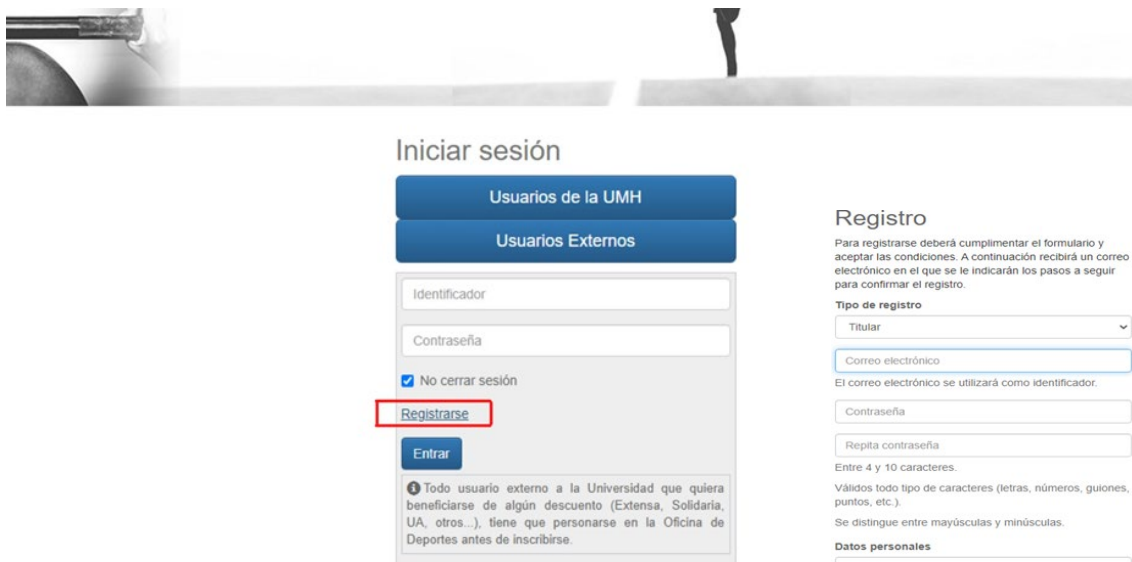 Iniciar sesión
Usuarios de la UMH
Usuarios Externos
Identificador
Contraseña
No cerrar sesión
Registrarse
Entrar
Todo usuario externo a la Universidad que quiera
beneficiarse de algún descuento (Extensa, Solidaria,
UA, otros...), tiene que personarse en la Oficina de
Deportes antes de inscribirse.
Registro
Para registrarse deberá cumplimentar el formulario y
aceptar las condiciones. A continuación recibirá un correo
electrónico en el que se le indicarán los pasos a seguir
para confirmar el registro.
Tipo de registro
Titular
Correo electrónico
El correo electrónico se utilizará como identificador.
Contraseña
Repita contraseña
Entre 4 y 10 caracteres.
Válidos todo tipo de caracteres (letras, números, guiones,
puntos, etc.).
Se distingue entre mayúsculas y minúsculas.
Datos personales